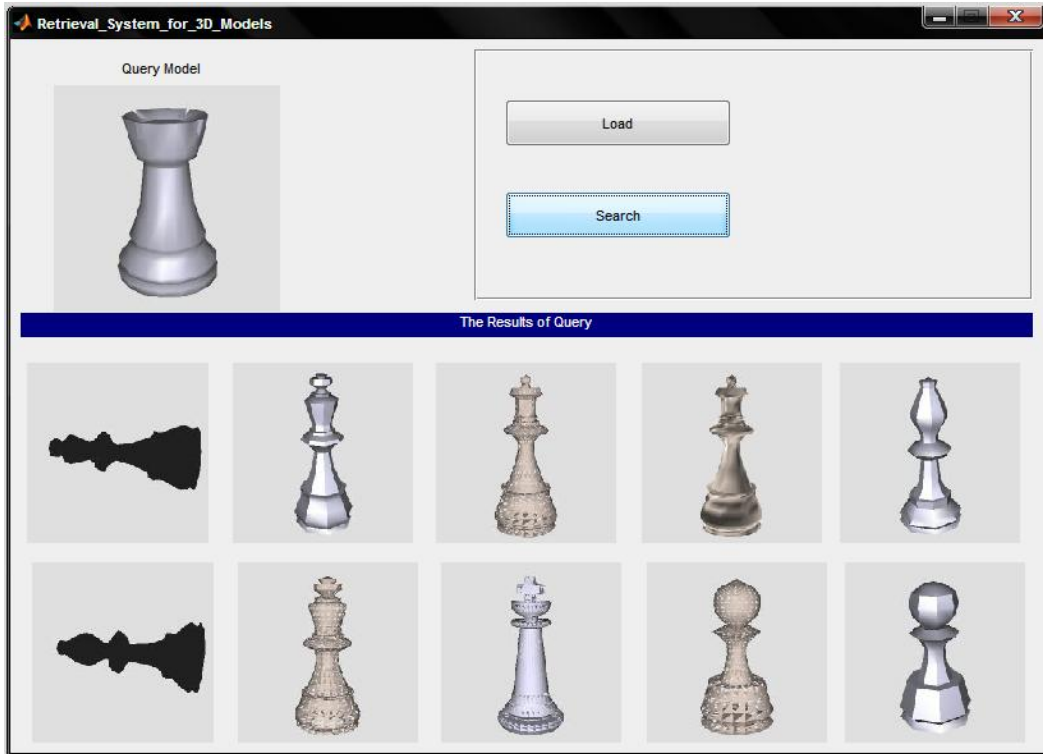 Retrieval_System_for_3D_Models
Query Model
Load
Search
The Results of Query